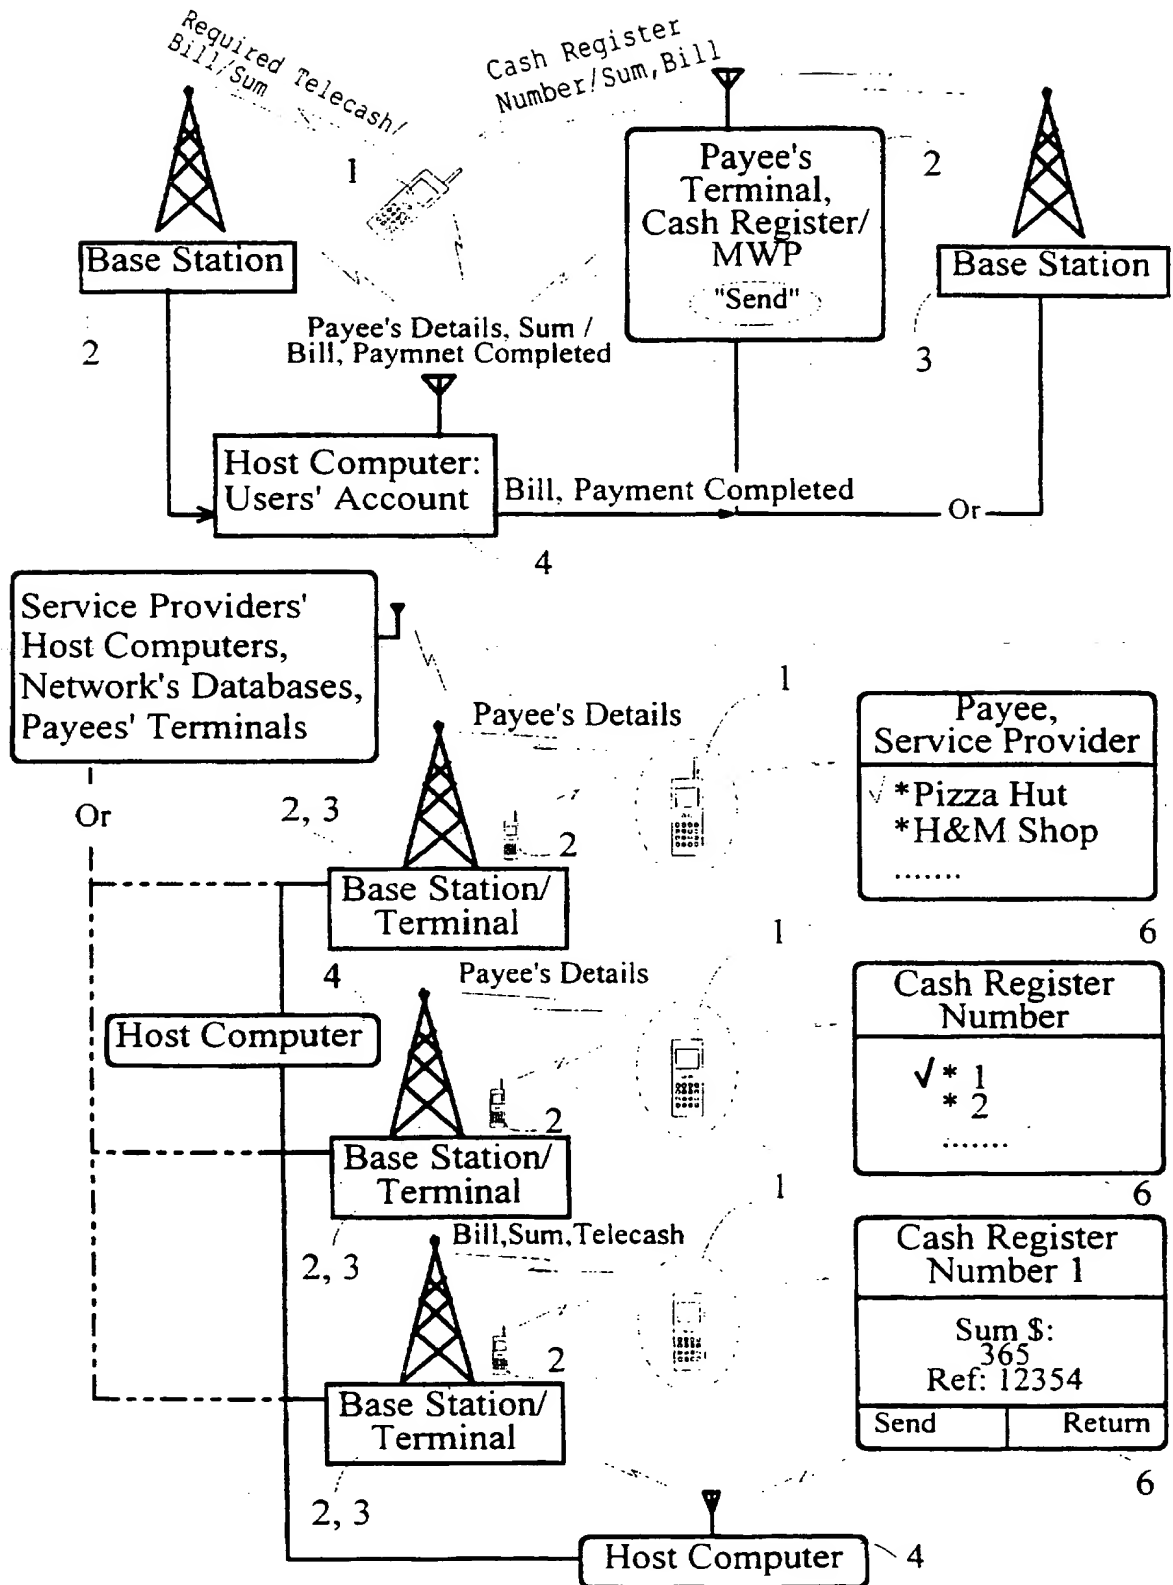 Required Telecash/
Bill/Sum
Cash Register
Number/Sum,Bill
1
Payee's
Terminal,
Cash Register/
MWP
"Send"
2
Base Station
Base Station
2
3
Payee's Details, Sum /
Bill, Paymnet Completed
Host Computer:
Users' Account
Bill, Payment Completed
Or
4
Service Providers'
Host Computers,
Network's Databases,
Payees' Terminals
Or
Payee's Details
1
2, 3
2
Base Station/
Terminal
Payee,
Service Provider
√ *Pizza Hut
*H&M Shop
.......
6
4
Payee's Details
1
Host Computer
2
Base Station/
Terminal
2, 3
Cash Register
Number
√ * 1
* 2
.......
6
Bill,Sum,Telecash
1
2
Base Station/
Terminal
2, 3
Cash Register
Number 1
Sum $:
365
Ref: 12354
Send Return
6
Host Computer
4